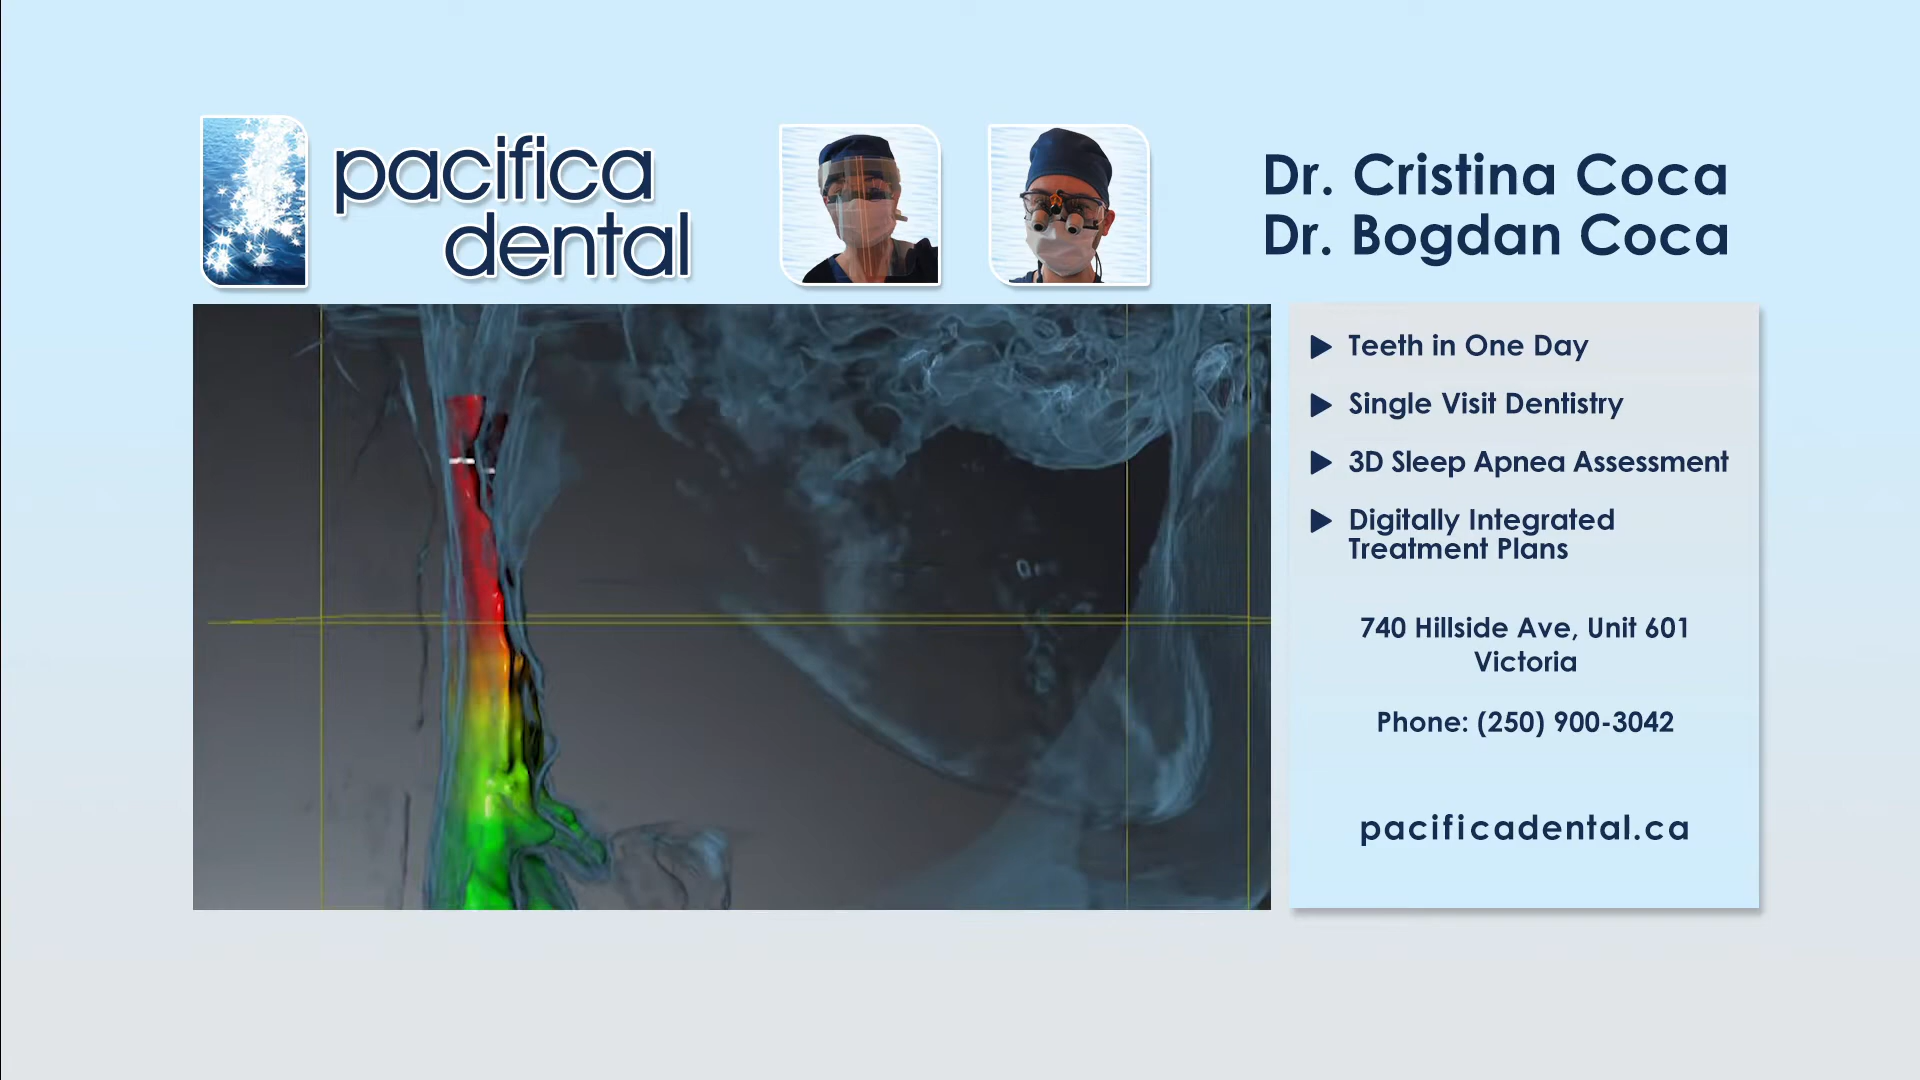 pacifica
dental
Dr. Cristina Coca
Dr. Bogdan Coca
Teeth in One Day
Single Visit Dentistry
3D Sleep Apnea Assessment
Digitally Integrated
Treatment Plans
740 Hillside Ave, Unit 601
Victoria
Phone: (250) 900-3042
pacificadental.ca